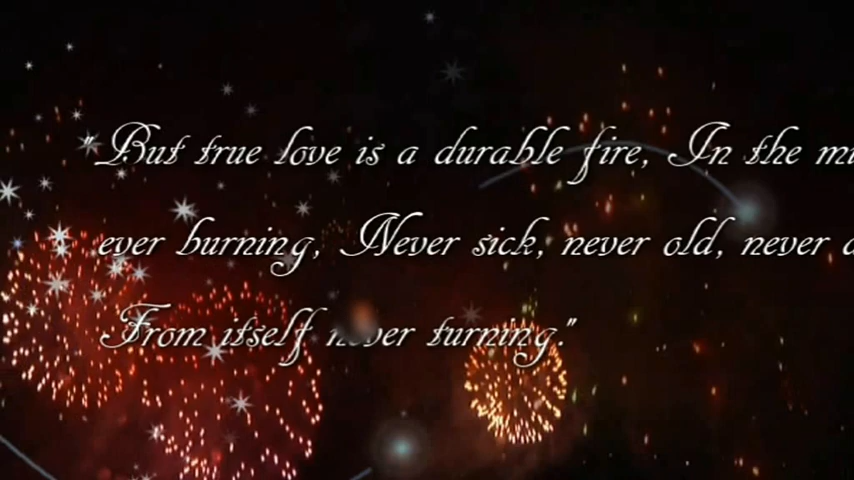 "But true love is a durable fire, In the
ever burning, Never sick, never old, never
From itself never turning."